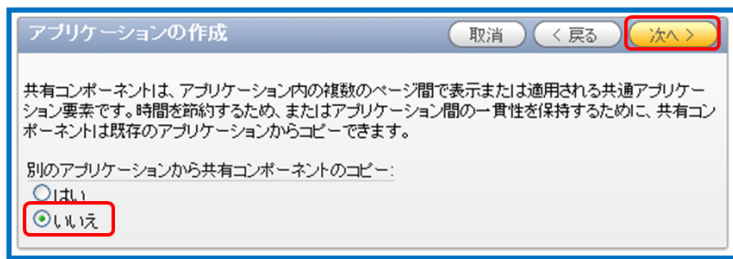 アプリケーションの作成
取消
< 戻る
次へ >
共有コンポーネントは、アプリケーション内の複数のページ間で表示または適用される共通アプリケー
ション要素です。時間を節約するため、またはアプリケーション間の一貫性を保持するために、共有コン
ポーネントは既存のアプリケーションからコピーできます。
別のアプリケーションから共有コンポーネントのコピー:
はい
いいえ